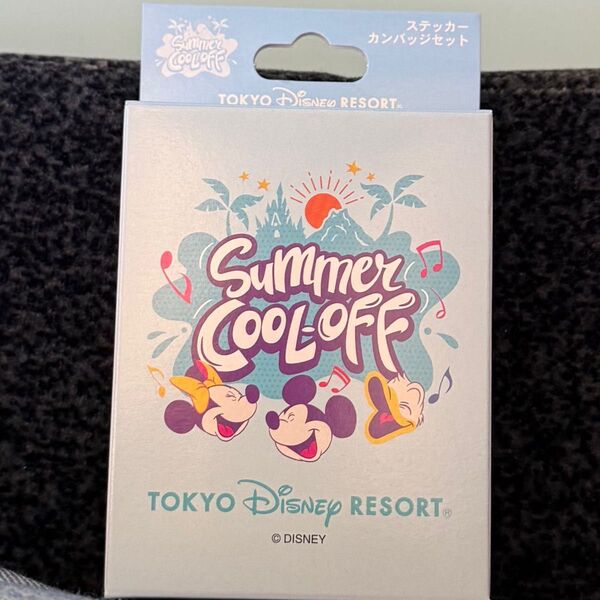 Summer
COOL-OFF
ステッカー
カンバッジセット
TOKYO Disney RESORT®
Summer
COOL-OFF
TOKYO Disney RESORT®
© DISNEY